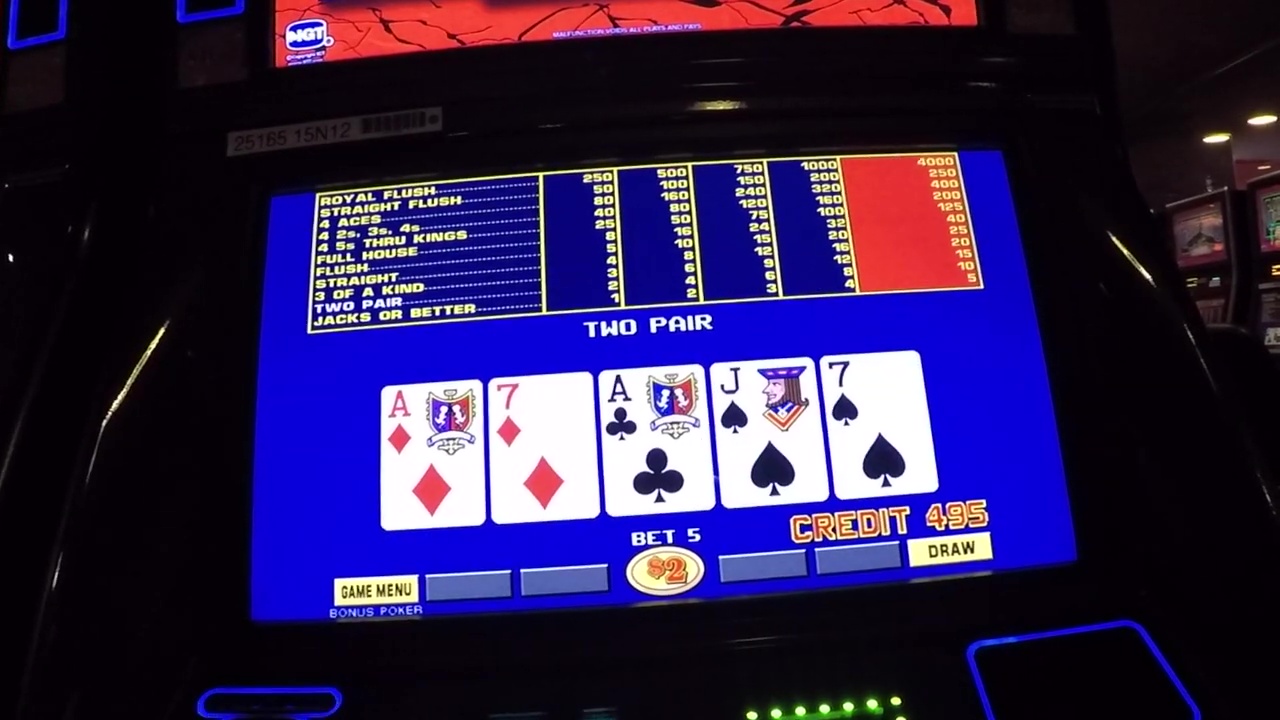 IGT
MALFUNCTION VOIDS ALL PLAYS AND PAYS
25165 15N12
ROYAL FLUSH 250 500 750 1000 4000
STRAIGHT FLUSH 50 100 150 200 250
4 ACES 80 160 240 320 400
4 2s, 3s, 4s 40 80 120 160 200
4 5s THRU KINGS 25 50 75 100 125
FULL HOUSE 8 16 24 32 40
FLUSH 5 10 15 20 25
STRAIGHT 4 8 12 16 20
3 OF A KIND 3 6 9 12 15
TWO PAIR 2 4 6 8 10
JACKS OR BETTER 1 2 3 4 5
TWO PAIR
A 7 A J 7
CREDIT 495
BET 5
GAME MENU $2 DRAW
BONUS POKER